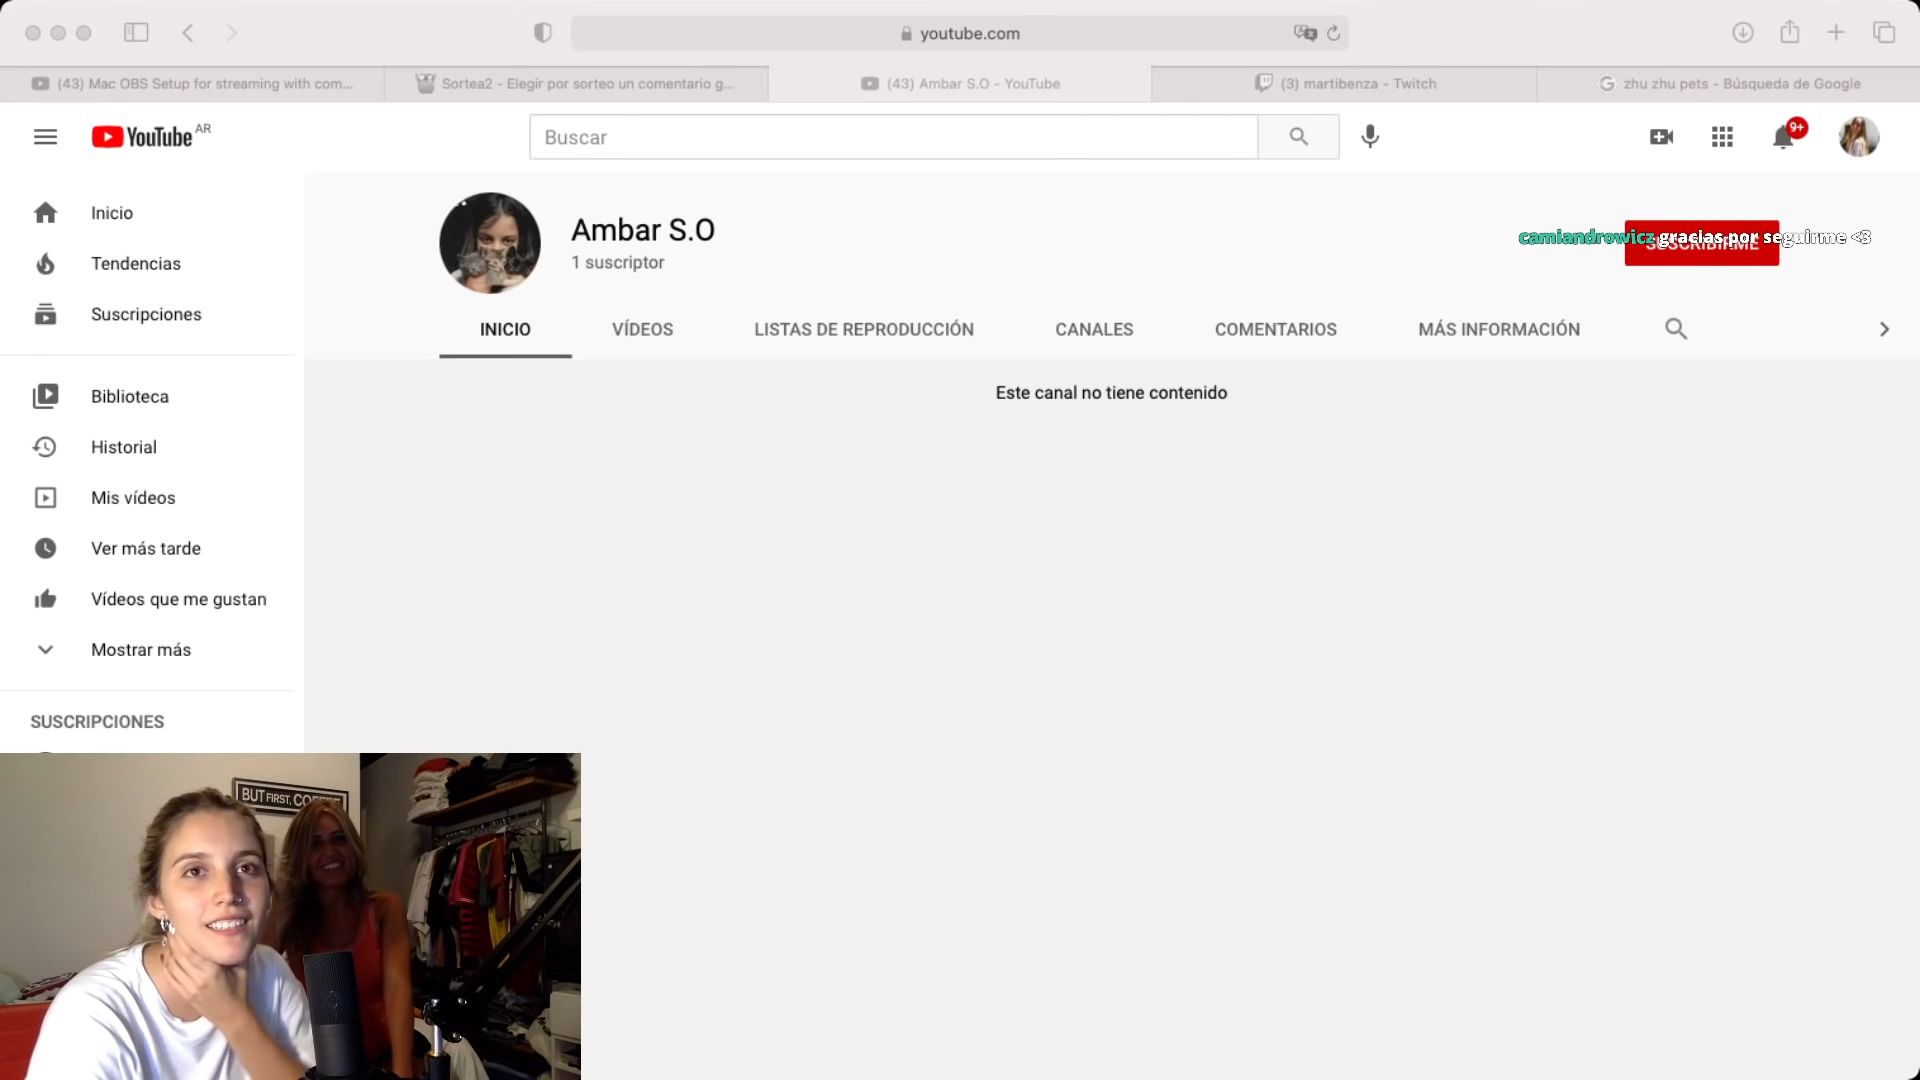 youtube.com
(43) Mac OBS Setup for streaming with com...
Sortea2 - Elegir por sorteo un comentario g...
(43) Ambar S.O - YouTube
(3) martibenza - Twitch
zhu zhu pets - Búsqueda de Google
YouTube AR
Buscar
9+
Inicio
Tendencias
Suscripciones
Biblioteca
Historial
Mis vídeos
Ver más tarde
Vídeos que me gustan
Mostrar más
SUSCRIPCIONES
Ambar S.O
1 suscriptor
SUSCRIBIRME
camiandrowicz gracias por seguirme <3
INICIO
VÍDEOS
LISTAS DE REPRODUCCIÓN
CANALES
COMENTARIOS
MÁS INFORMACIÓN
Este canal no tiene contenido
BUT FIRST,